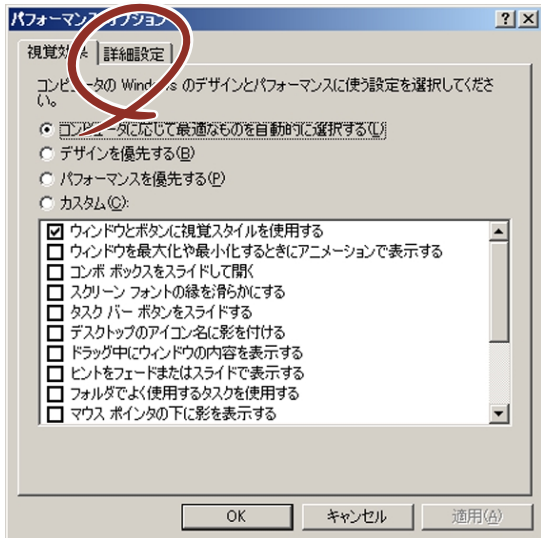 パフォーマンス オプション
視覚効果 詳細設定
コンピュータの Windows のデザインとパフォーマンスに使う設定を選択してくださ
い。
コンピュータに応じて最適なものを自動的に選択する(L)
デザインを優先する(B)
パフォーマンスを優先する(P)
カスタム(C):
ウィンドウとボタンに視覚スタイルを使用する
ウィンドウを最大化や最小化するときにアニメーションで表示する
コンボ ボックスをスライドして開く
スクリーン フォントの縁を滑らかにする
タスク バー ボタンをスライドする
デスクトップのアイコン名に影を付ける
ドラッグ中にウィンドウの内容を表示する
ヒントをフェードまたはスライドで表示する
フォルダでよく使用するタスクを使用する
マウス ポインタの下に影を表示する
OK キャンセル 適用(A)